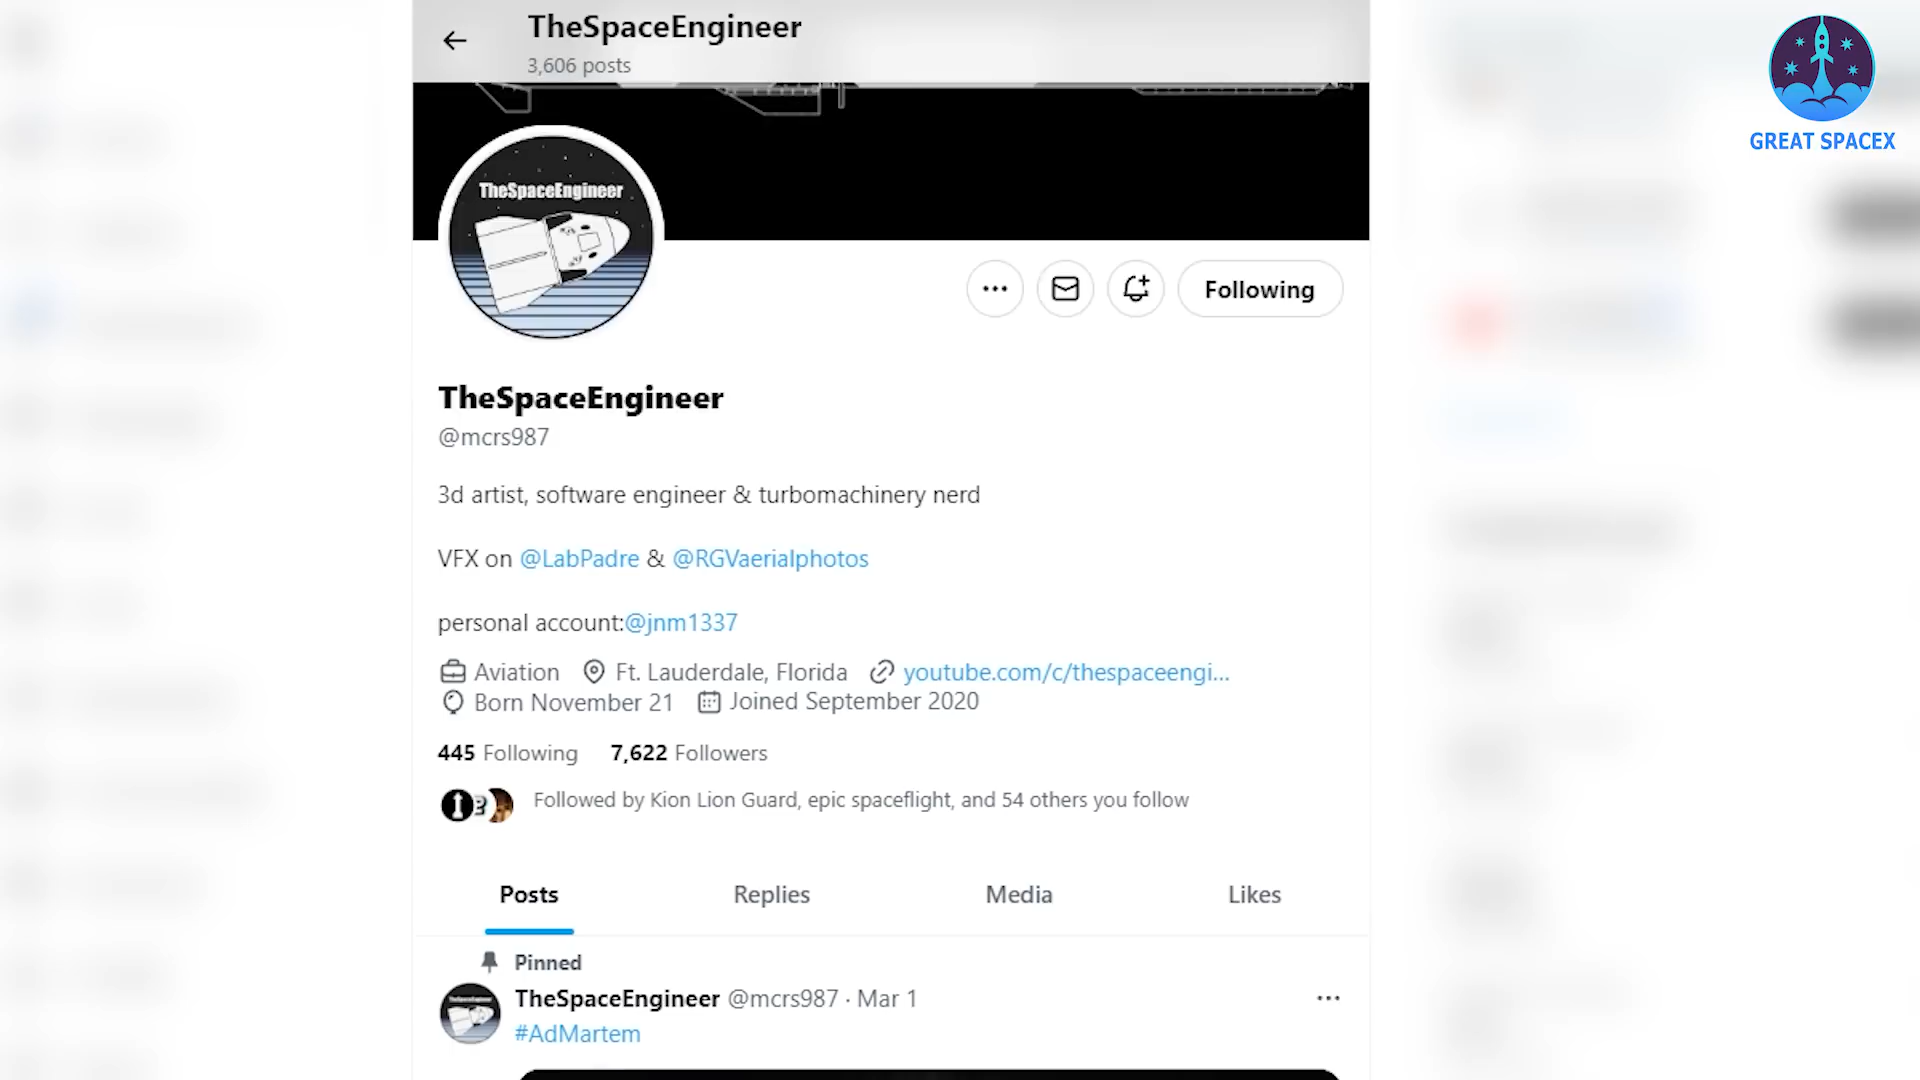 TheSpaceEngineer
3,606 posts
GREAT SPACEX
TheSpaceEngineer
Following
TheSpaceEngineer
@mcrs987
3d artist, software engineer & turbomachinery nerd
VFX on @LabPadre & @RGVaerialphotos
personal account:@jnm1337
Aviation Ft. Lauderdale, Florida youtube.com/c/thespaceengi...
Born November 21 Joined September 2020
445 Following 7,622 Followers
Followed by Kion Lion Guard, epic spaceflight, and 54 others you follow
Posts Replies Media Likes
Pinned
TheSpaceEngineer @mcrs987 · Mar 1
#AdMartem